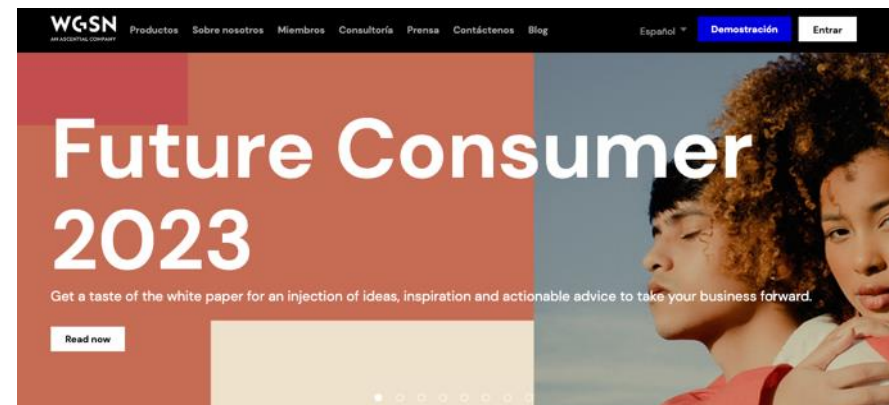 WGSN
AN ASCENTIAL COMPANY
Productos Sobre nosotros Miembros Consultoría Prensa Contáctenos Blog Español Demostración Entrar
Future Consumer
2023
Get a taste of the white paper for an injection of ideas, inspiration and actionable advice to take your business forward.
Read now